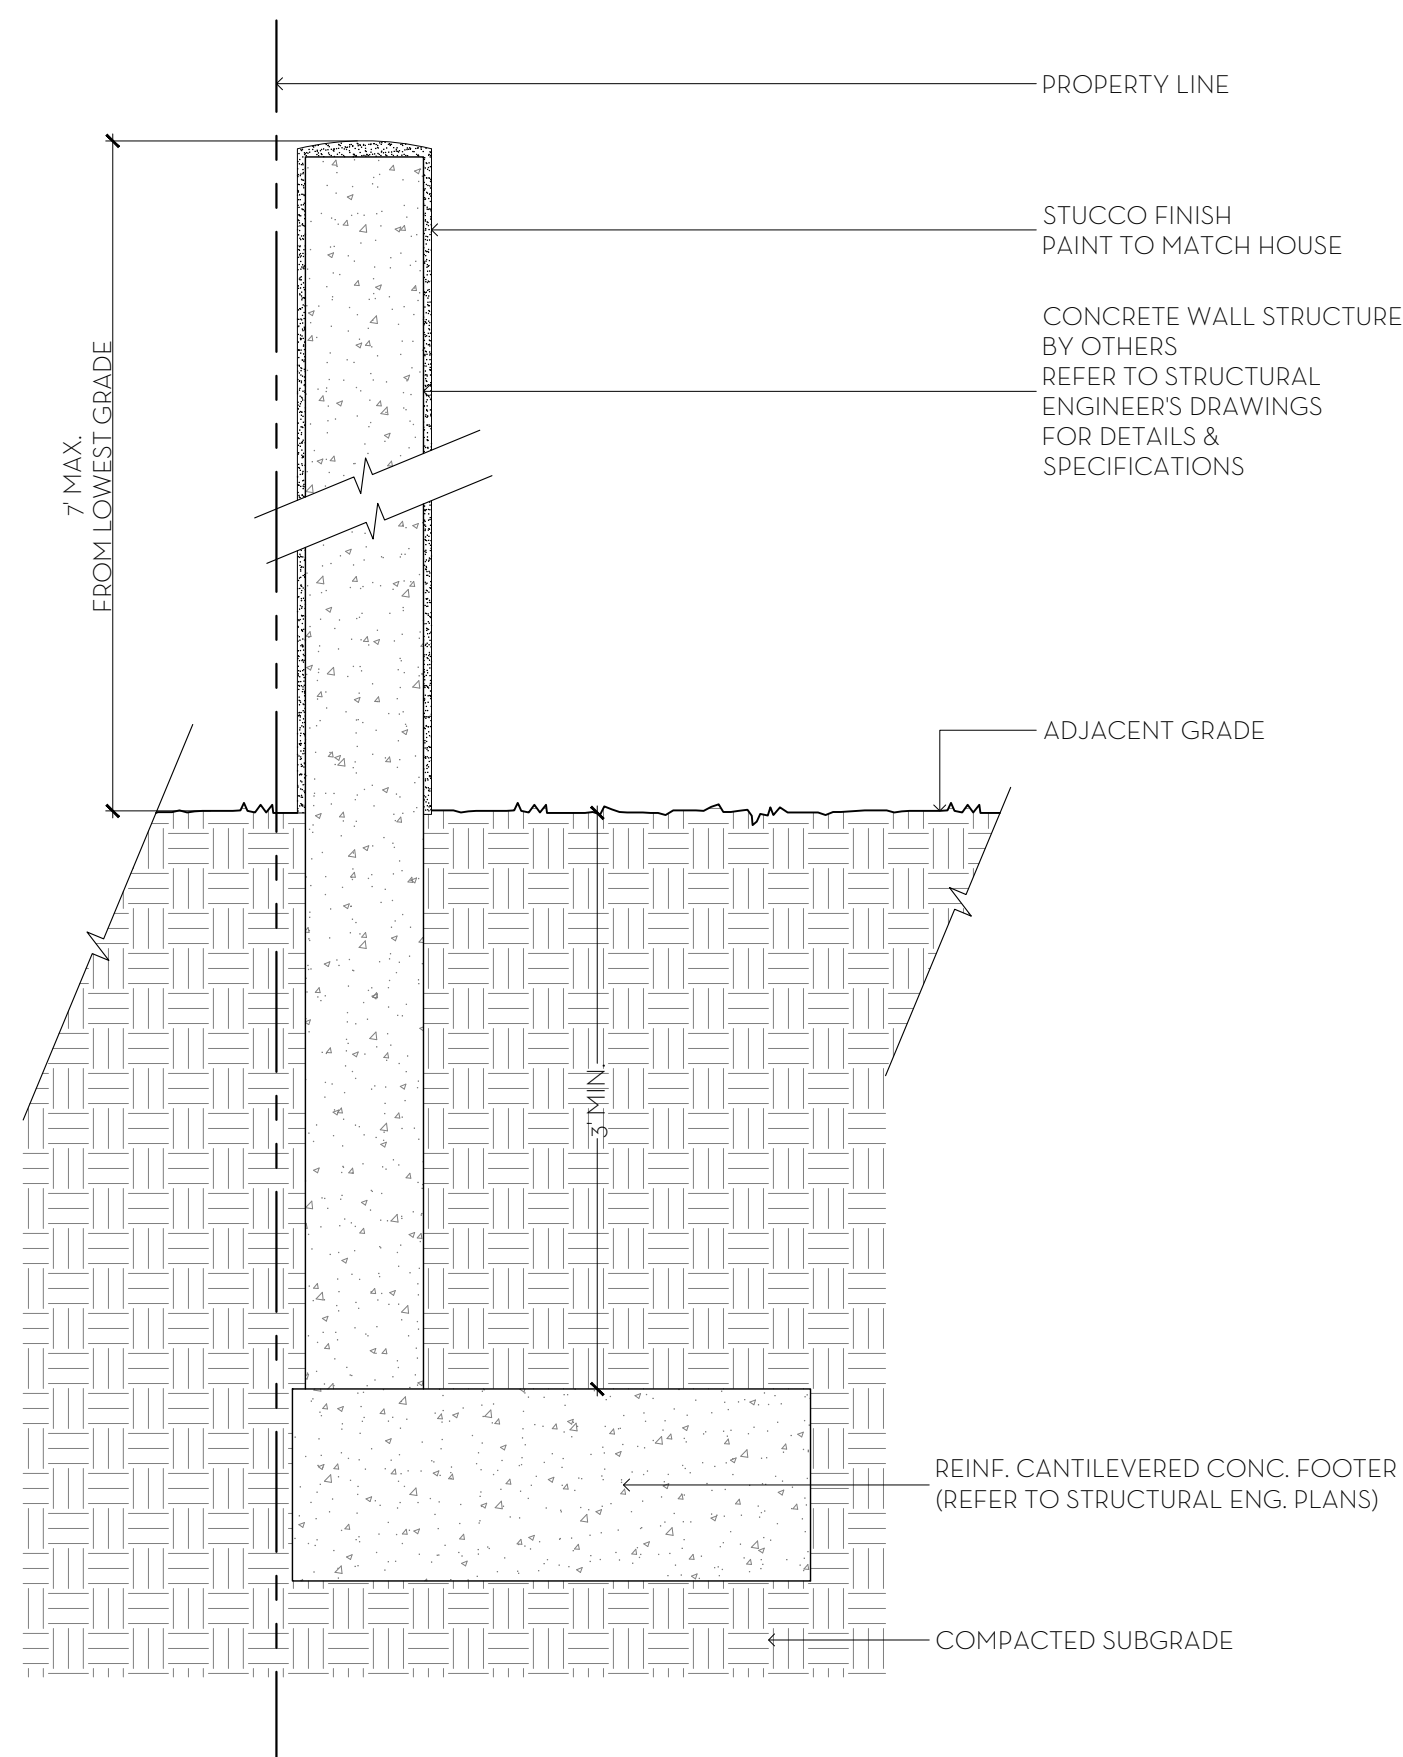 PROPERTY LINE
STUCCO FINISH
PAINT TO MATCH HOUSE
CONCRETE WALL STRUCTURE
BY OTHERS
REFER TO STRUCTURAL
ENGINEER'S DRAWINGS
FOR DETAILS &
SPECIFICATIONS
7' MAX.
FROM LOWEST GRADE
ADJACENT GRADE
3' MIN.
REINF. CANTILEVERED CONC. FOOTER
(REFER TO STRUCTURAL ENG. PLANS)
COMPACTED SUBGRADE